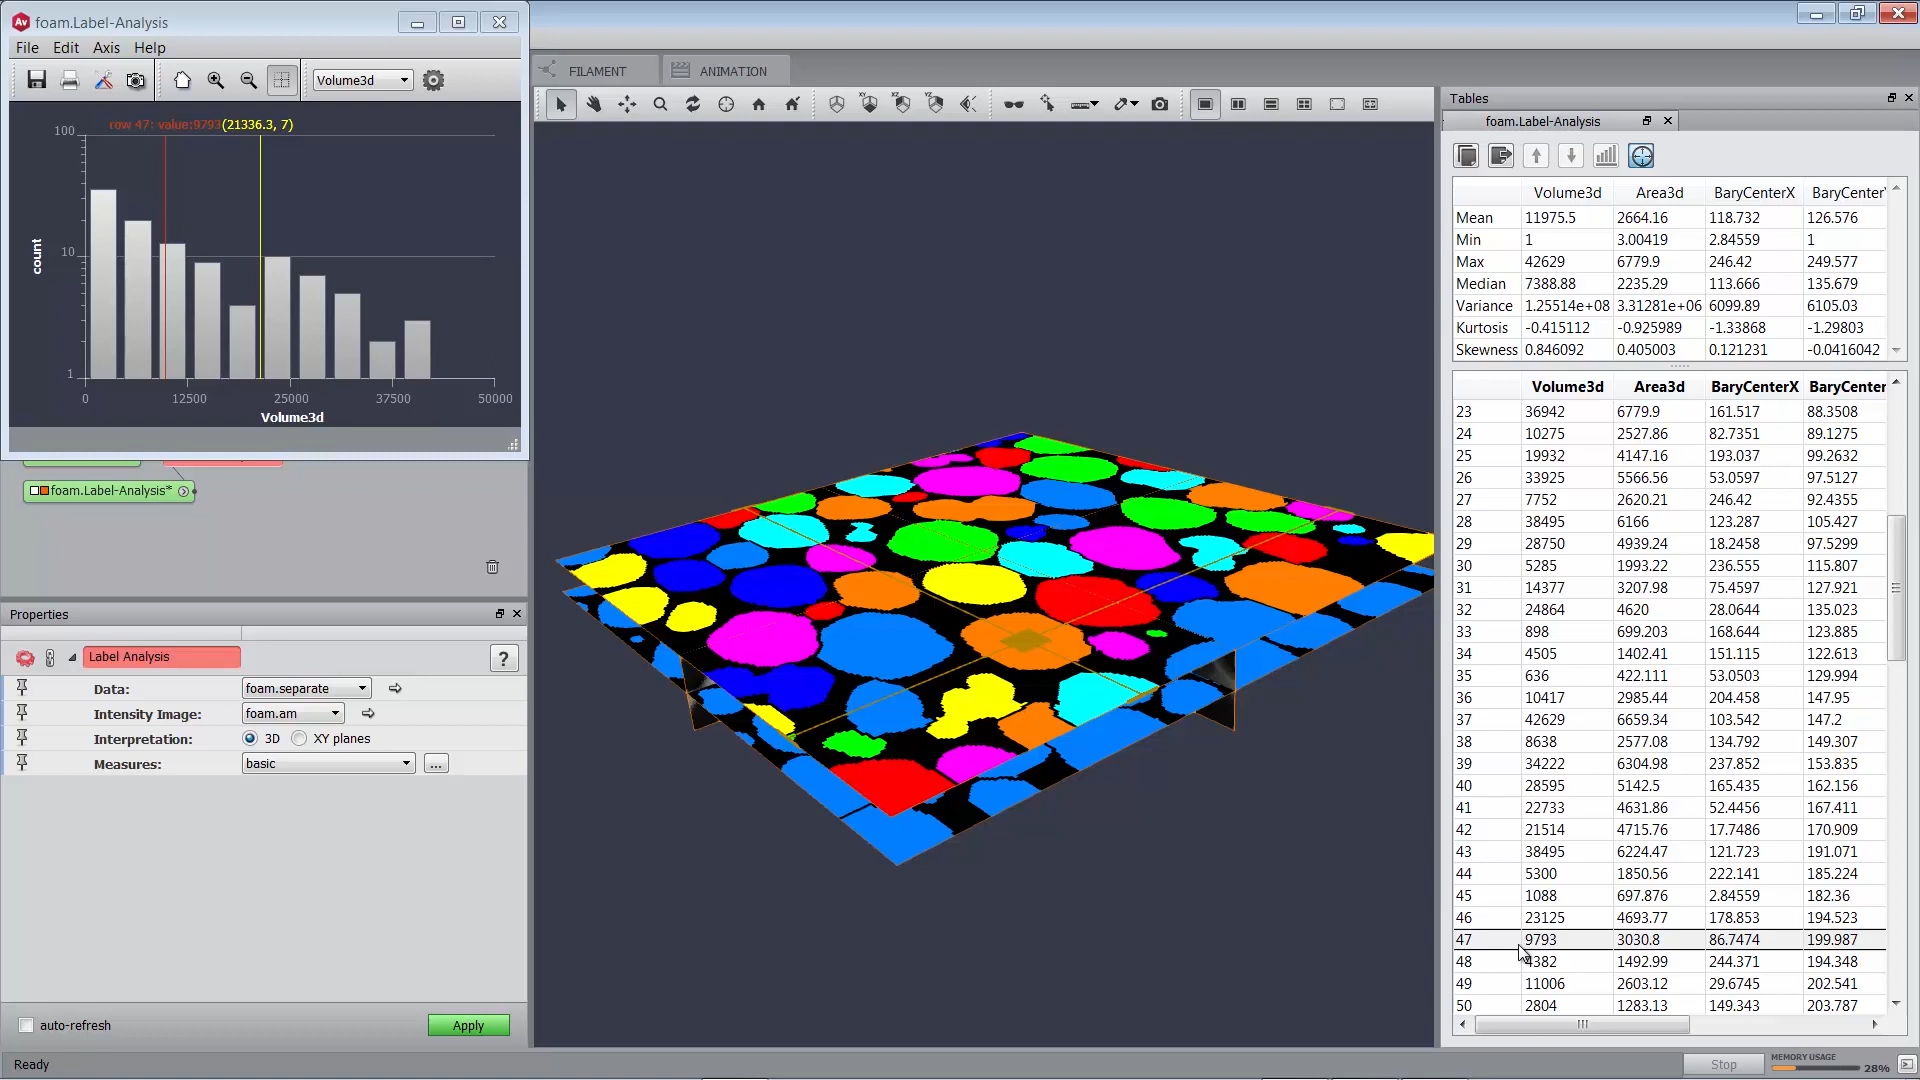 foam.Label-Analysis
File Edit Axis Help
Volume3d
row 47: value:9793(21336.3, 7)
100
10
1
count
0 12500 25000 37500 50000
Volume3d
foam.Label-Analysis*
Properties
Label Analysis
?
Data: foam.separate
Intensity Image: foam.am
Interpretation: 3D XY planes
Measures: basic ...
auto-refresh Apply
Ready
FILAMENT ANIMATION
XY XZ YZ
Tables
foam.Label-Analysis
Volume3d Area3d BaryCenterX BaryCenterY
Mean 11975.5 2664.16 118.732 126.576
Min 1 3.00419 2.84559 1
Max 42629 6779.9 246.42 249.577
Median 7388.88 2235.29 113.666 135.679
Variance 1.25514e+08 3.31281e+06 6099.89 6105.03
Kurtosis -0.415112 -0.925989 -1.33868 -1.29803
Skewness 0.846092 0.405003 0.121231 -0.0416042
Volume3d Area3d BaryCenterX BaryCenter
23 36942 6779.9 161.517 88.3508
24 10275 2527.86 82.7351 89.1275
25 19932 4147.16 193.037 99.2632
26 33925 5566.56 53.0597 97.5127
27 7752 2620.21 246.42 92.4355
28 38495 6166 123.287 105.427
29 28750 4939.24 18.2458 97.5299
30 5285 1993.22 236.555 115.807
31 14377 3207.98 75.4597 127.921
32 24864 4620 28.0644 135.023
33 898 699.203 168.644 123.885
34 4505 1402.41 151.115 122.613
35 636 422.111 53.0503 129.994
36 10417 2985.44 204.458 147.95
37 42629 6659.34 103.542 147.2
38 8638 2577.08 134.792 149.307
39 34222 6304.98 237.852 153.835
40 28595 5142.5 165.435 162.156
41 22733 4631.86 52.4456 167.411
42 21514 4715.76 17.7486 170.909
43 38495 6224.47 121.723 191.071
44 5300 1850.56 222.141 185.224
45 1088 697.876 2.84559 182.36
46 23125 4693.77 178.853 194.523
47 9793 3030.8 86.7474 199.987
48 4382 1492.99 244.371 194.348
49 11006 2603.12 29.6745 202.541
50 2804 1283.13 149.343 203.787
Stop MEMORY USAGE 28%